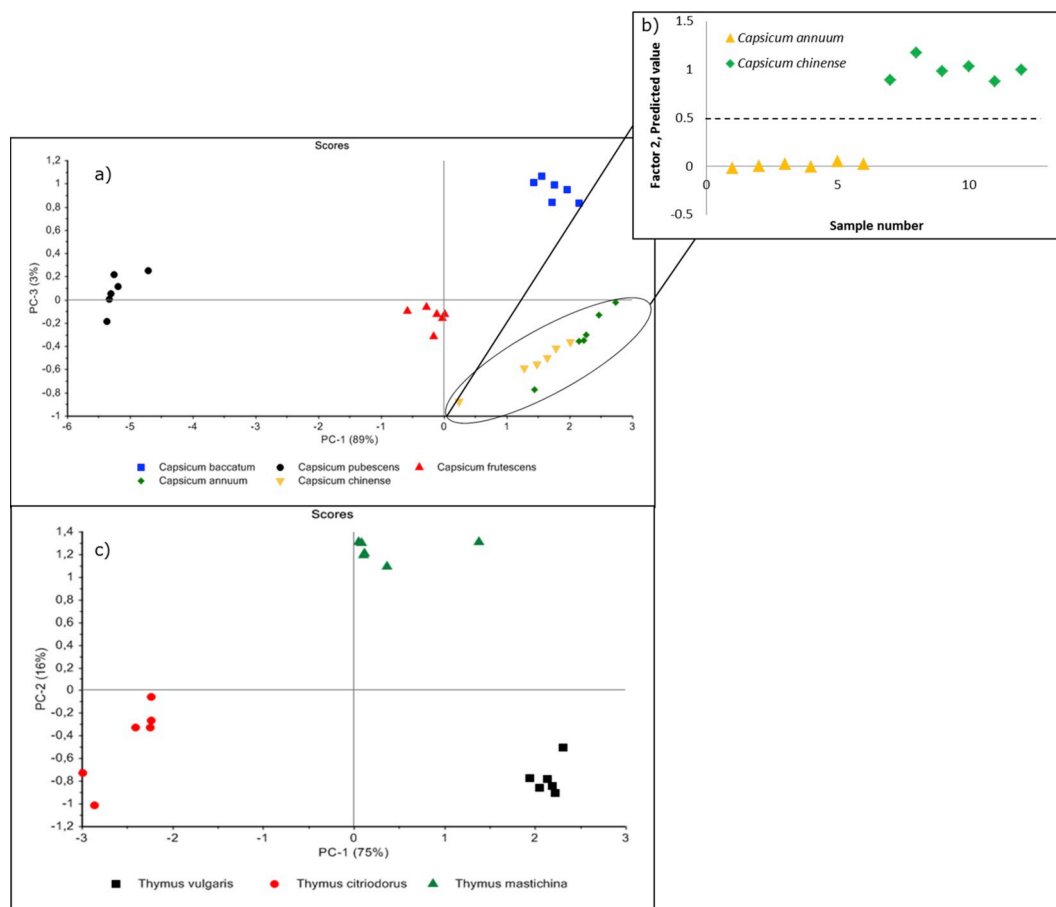 b)
Capsicum annuum
Capsicum chinense
1.5
1
0.5
0
-0.5
0 5 10
Factor 2, Predicted value
Sample number
Scores
a)
1,2
1
0,8
0,6
0,4
0,2
0
-0,2
-0,4
-0,6
-0,8
-1
PC-3 (3%)
-6 -5 -4 -3 -2 -1 0 1 2 3
PC-1 (89%)
Capsicum baccatum Capsicum pubescens Capsicum frutescens
Capsicum annuum Capsicum chinense
Scores
c)
1,4
1,2
1
0,8
0,6
0,4
0,2
0
-0,2
-0,4
-0,6
-0,8
-1
-1,2
PC-2 (16%)
-3 -2 -1 0 1 2 3
PC-1 (75%)
Thymus vulgaris Thymus citriodorus Thymus mastichina